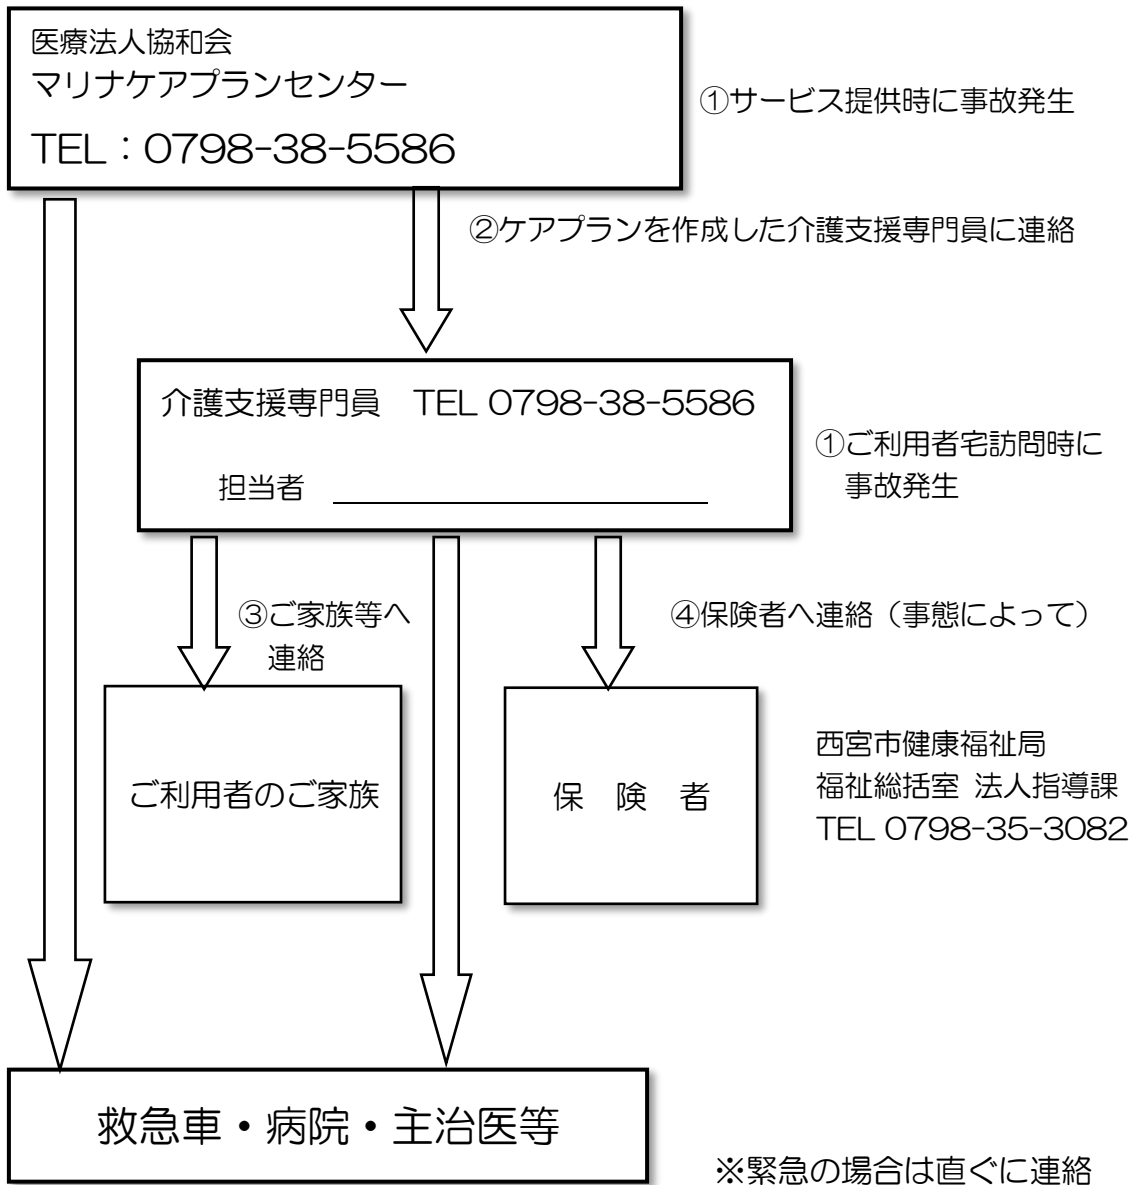 医療法人協和会
マリナケアプランセンター
TEL：0798-38-5586
①サービス提供時に事故発生
②ケアプランを作成した介護支援専門員に連絡
介護支援専門員　TEL 0798-38-5586
担当者
①ご利用者宅訪問時に
事故発生
③ご家族等へ
連絡
④保険者へ連絡（事態によって）
ご利用者のご家族
保　険　者
西宮市健康福祉局
福祉総括室 法人指導課
TEL 0798-35-3082
救急車・病院・主治医等
※緊急の場合は直ぐに連絡